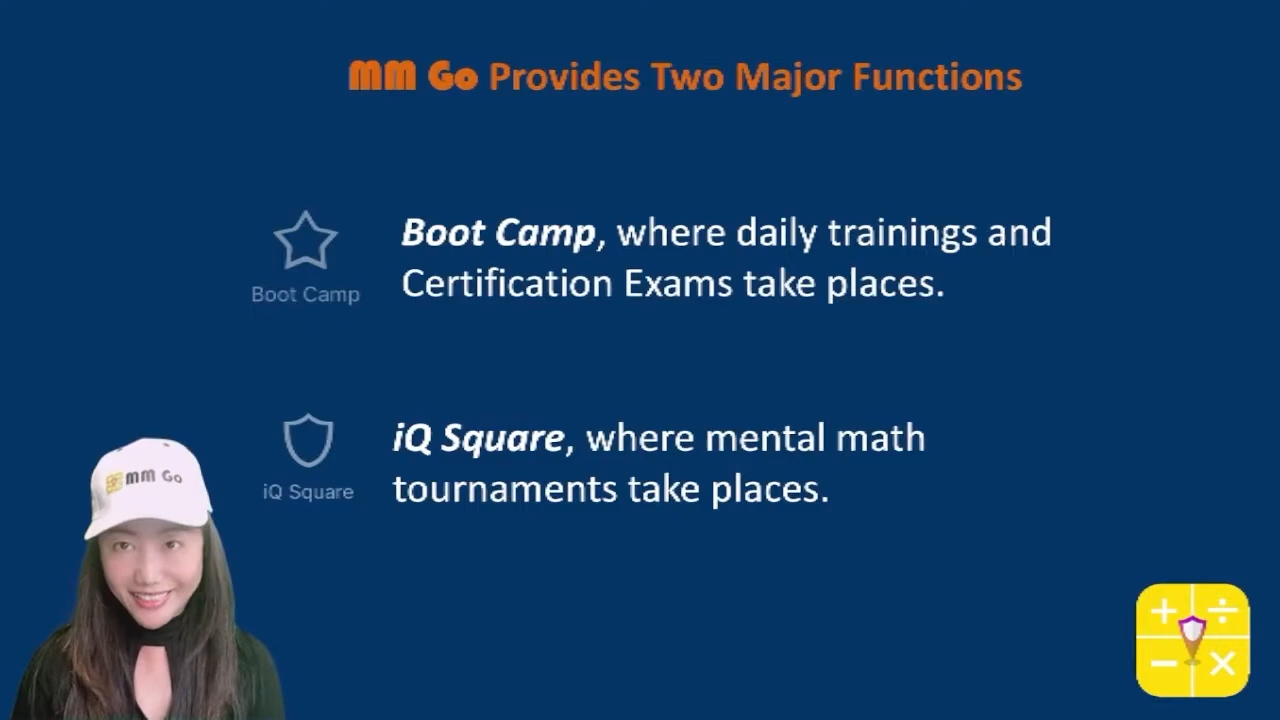 MM Go Provides Two Major Functions
Boot Camp, where daily trainings and
Certification Exams take places.
Boot Camp
iQ Square, where mental math
tournaments take places.
iQ Square
MM Go
+ ÷
− ×